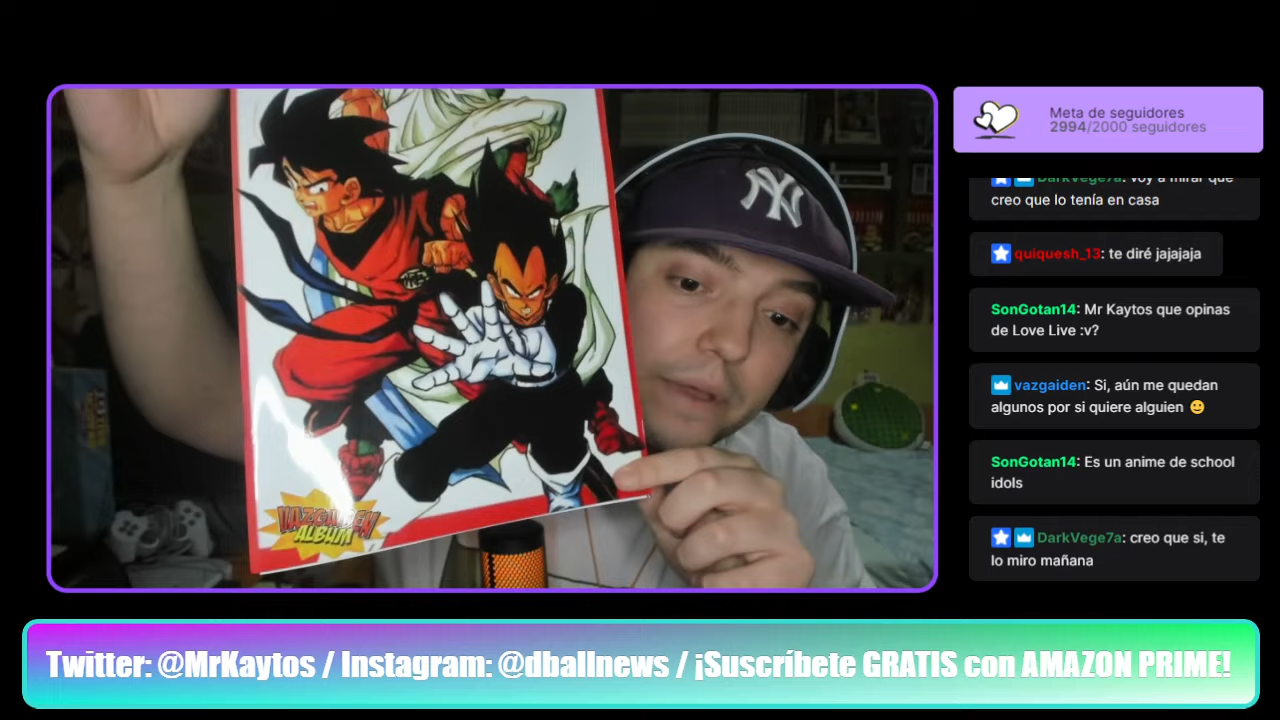 Meta de seguidores
2994/2000 seguidores
DarkVege7a: voy a mirar que
creo que lo tenía en casa
quiquesh_13: te diré jajajaja
SonGotan14: Mr Kaytos que opinas
de Love Live :v?
vazgaiden: Si, aún me quedan
algunos por si quiere alguien 🙂
SonGotan14: Es un anime de school
idols
DarkVege7a: creo que si, te
lo miro mañana
NY
VAZGAIDEN
ALBUM
Twitter: @MrKaytos / Instagram: @dballnews / ¡Suscríbete GRATIS con AMAZON PRIME!